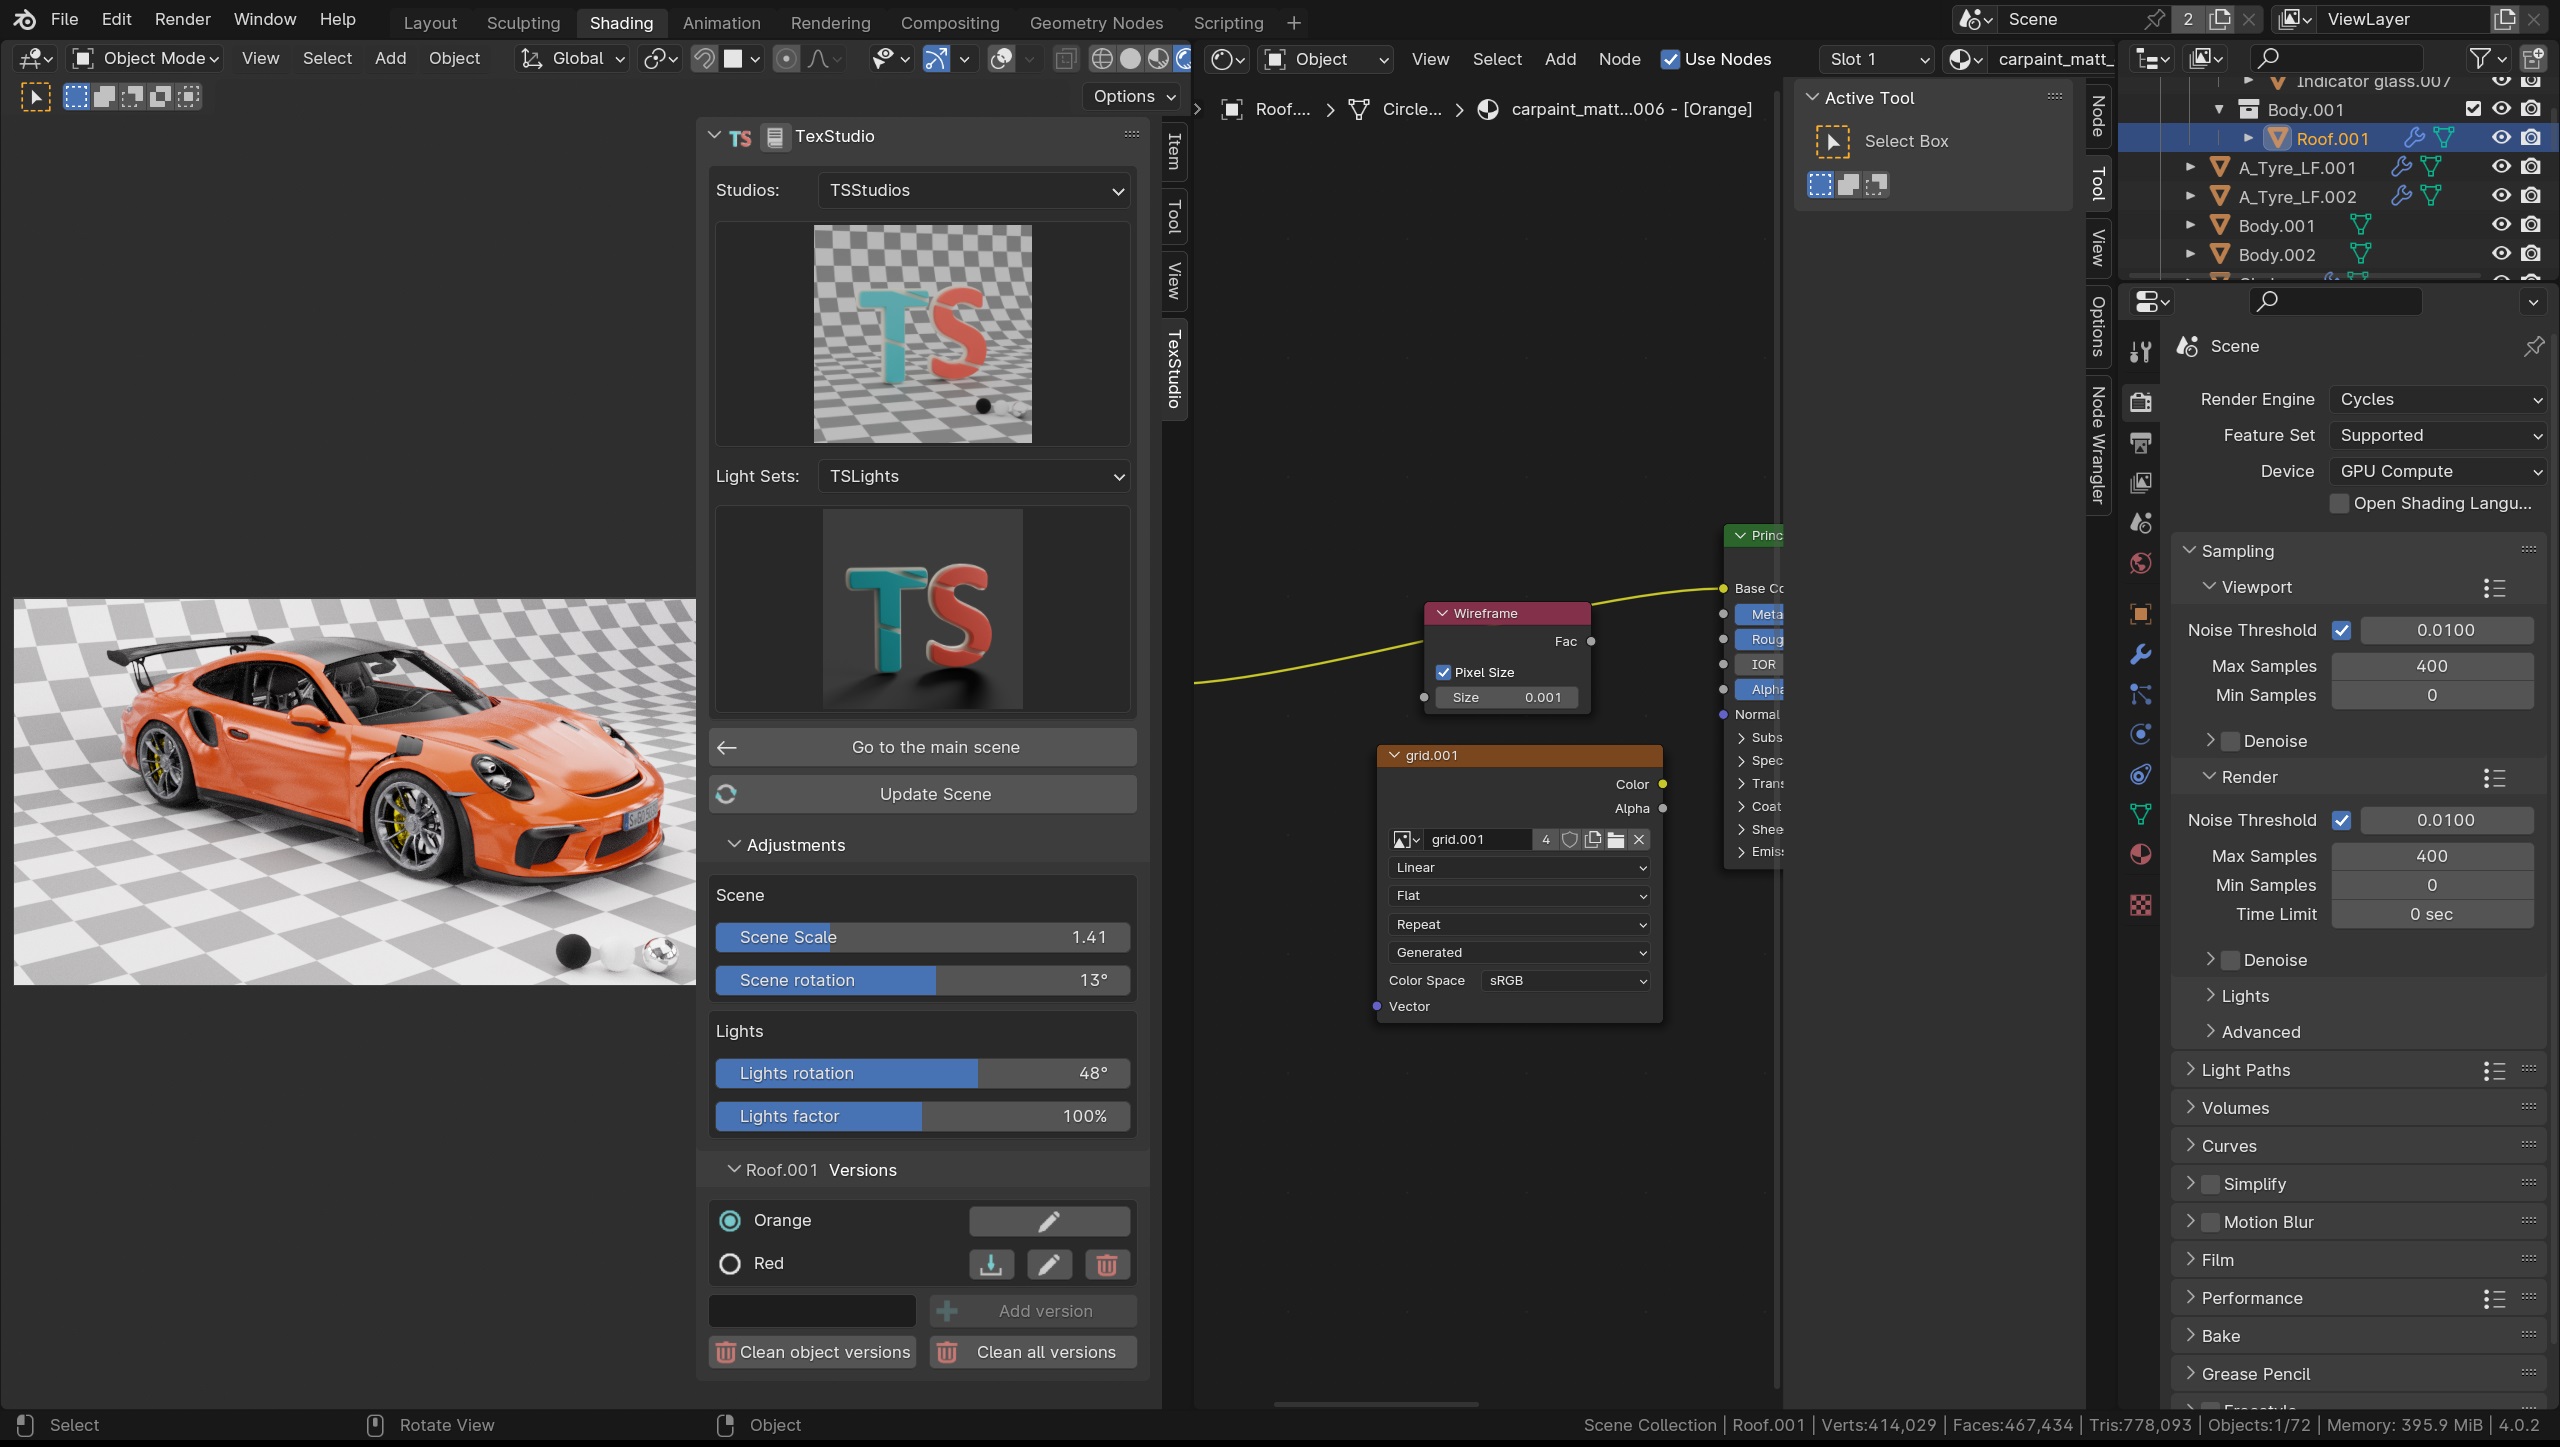 File Edit Render Window Help Layout Sculpting Shading Animation Rendering Compositing Geometry Nodes Scripting + Scene 2 ViewLayer
Object Mode View Select Add Object Global
Options
TS TexStudio
Studios: TSStudios
TS
Light Sets: TSLights
TS
Go to the main scene
Update Scene
Adjustments
Scene
Scene Scale 1.41
Scene rotation 13°
Lights
Lights rotation 48°
Lights factor 100%
Roof.001 Versions
Orange
Red
Add version
Clean object versions Clean all versions
Item
Tool
View
TexStudio
Object View Select Add Node Use Nodes Slot 1 carpaint_matt_
Roof.... Circle... carpaint_matt...006 - [Orange]
Wireframe
Fac
Pixel Size
Size 0.001
grid.001
Color
Alpha
grid.001 4
Linear
Flat
Repeat
Generated
Color Space sRGB
Vector
Princ
Base Co
Meta
Roug
IOR
Alpha
Normal
Subs
Spec
Trans
Coat
Shee
Emis
Active Tool
Select Box
Node
Tool
View
Options
Node Wrangler
Indicator glass.007
Body.001
Roof.001
A_Tyre_LF.001
A_Tyre_LF.002
Body.001
Body.002
Scene
Render Engine Cycles
Feature Set Supported
Device GPU Compute
Open Shading Langu...
Sampling
Viewport
Noise Threshold 0.0100
Max Samples 400
Min Samples 0
Denoise
Render
Noise Threshold 0.0100
Max Samples 400
Min Samples 0
Time Limit 0 sec
Denoise
Lights
Advanced
Light Paths
Volumes
Curves
Simplify
Motion Blur
Film
Performance
Bake
Grease Pencil
Select Rotate View Object Scene Collection | Roof.001 | Verts:414,029 | Faces:467,434 | Tris:778,093 | Objects:1/72 | Memory: 395.9 MiB | 4.0.2